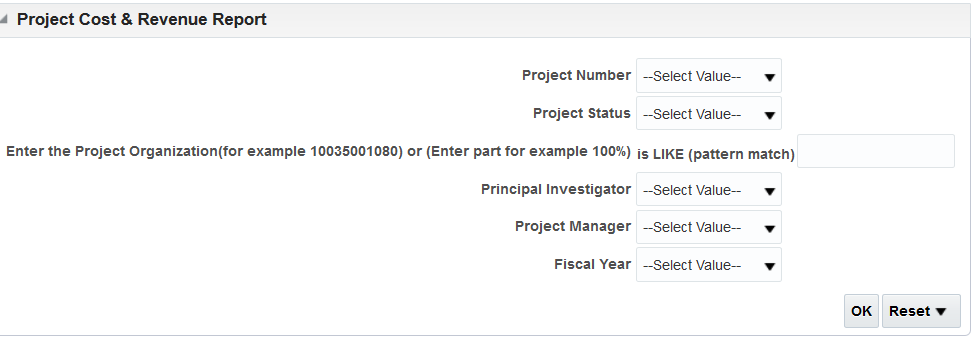 Project Cost & Revenue Report
Project Number --Select Value--
Project Status --Select Value--
Enter the Project Organization(for example 10035001080) or (Enter part for example 100%) is LIKE (pattern match)
Principal Investigator --Select Value--
Project Manager --Select Value--
Fiscal Year --Select Value--
OK Reset